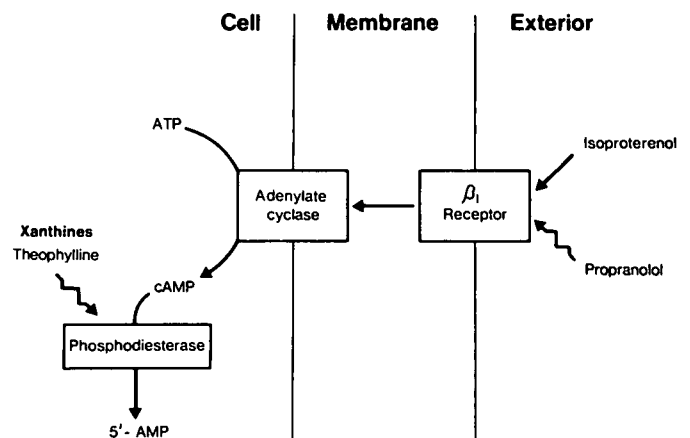 Cell Membrane Exterior
ATP
Isoproterenol
Adenylate
cyclase
β₁
Receptor
Xanthines
Theophylline
cAMP
Propranolol
Phosphodiesterase
5'- AMP